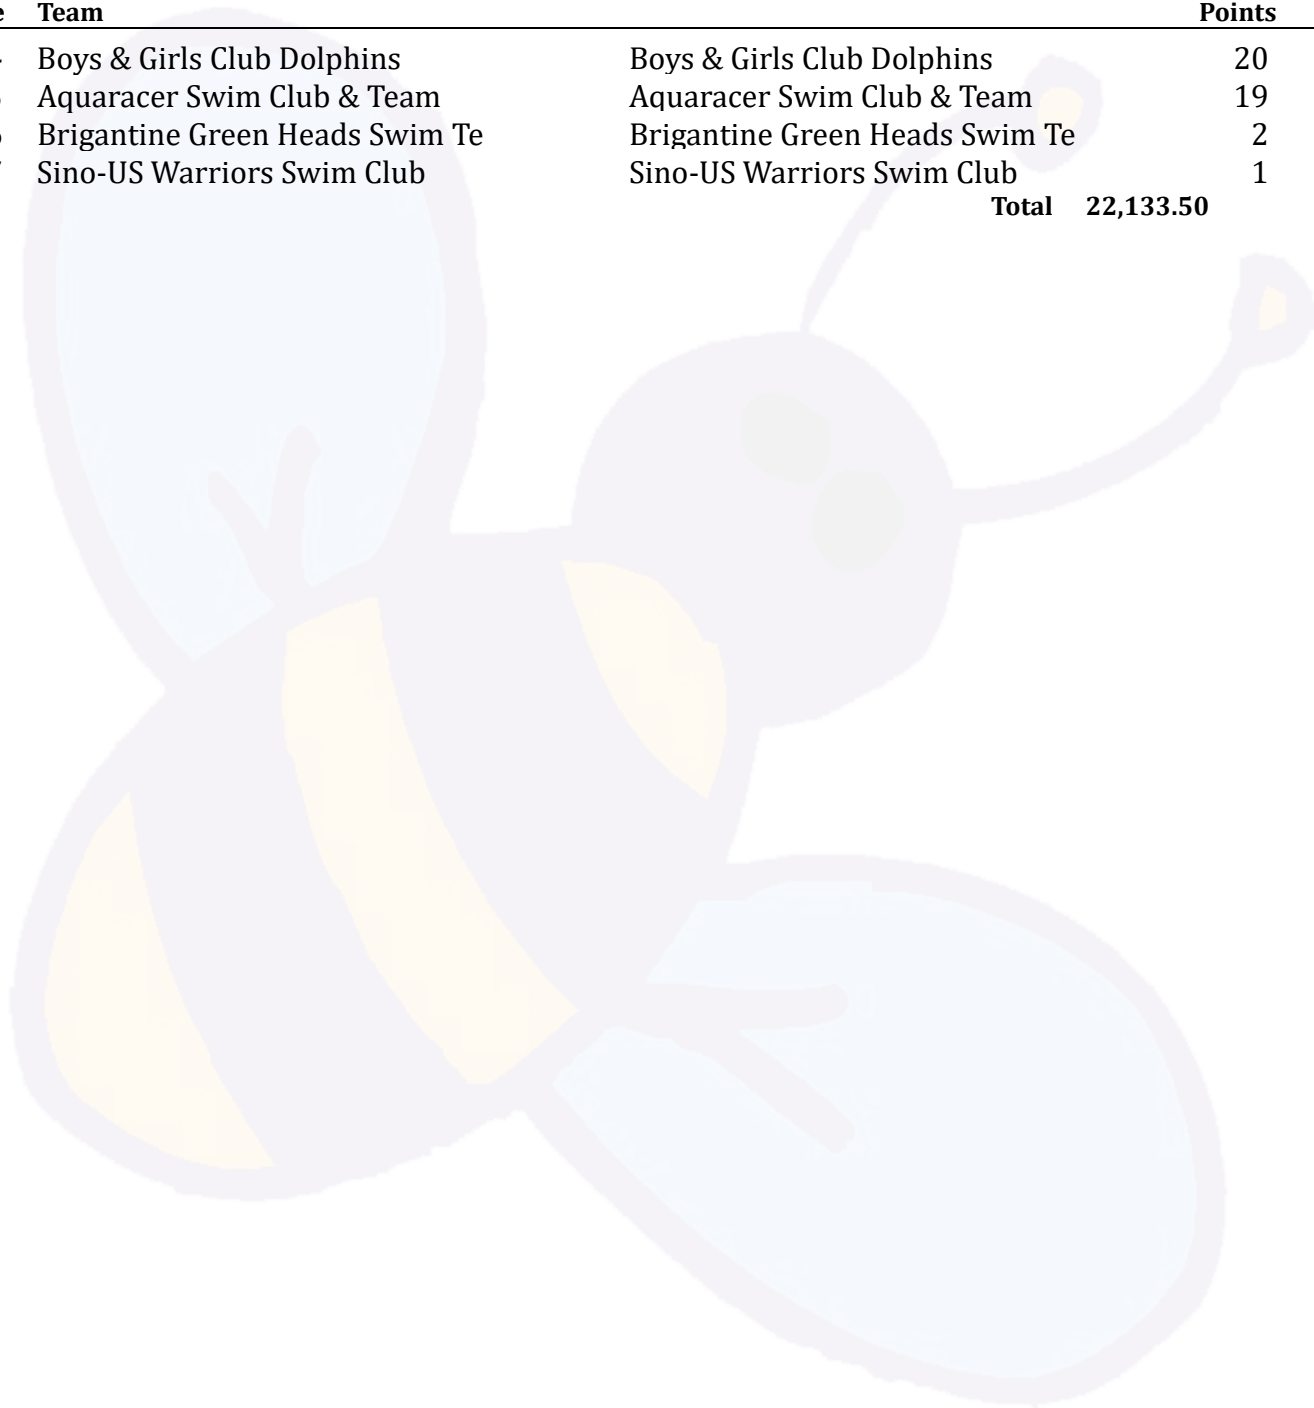 e Team Points
Boys & Girls Club Dolphins Boys & Girls Club Dolphins 20
Aquaracer Swim Club & Team Aquaracer Swim Club & Team 19
Brigantine Green Heads Swim Te Brigantine Green Heads Swim Te 2
Sino-US Warriors Swim Club Sino-US Warriors Swim Club 1
Total 22,133.50